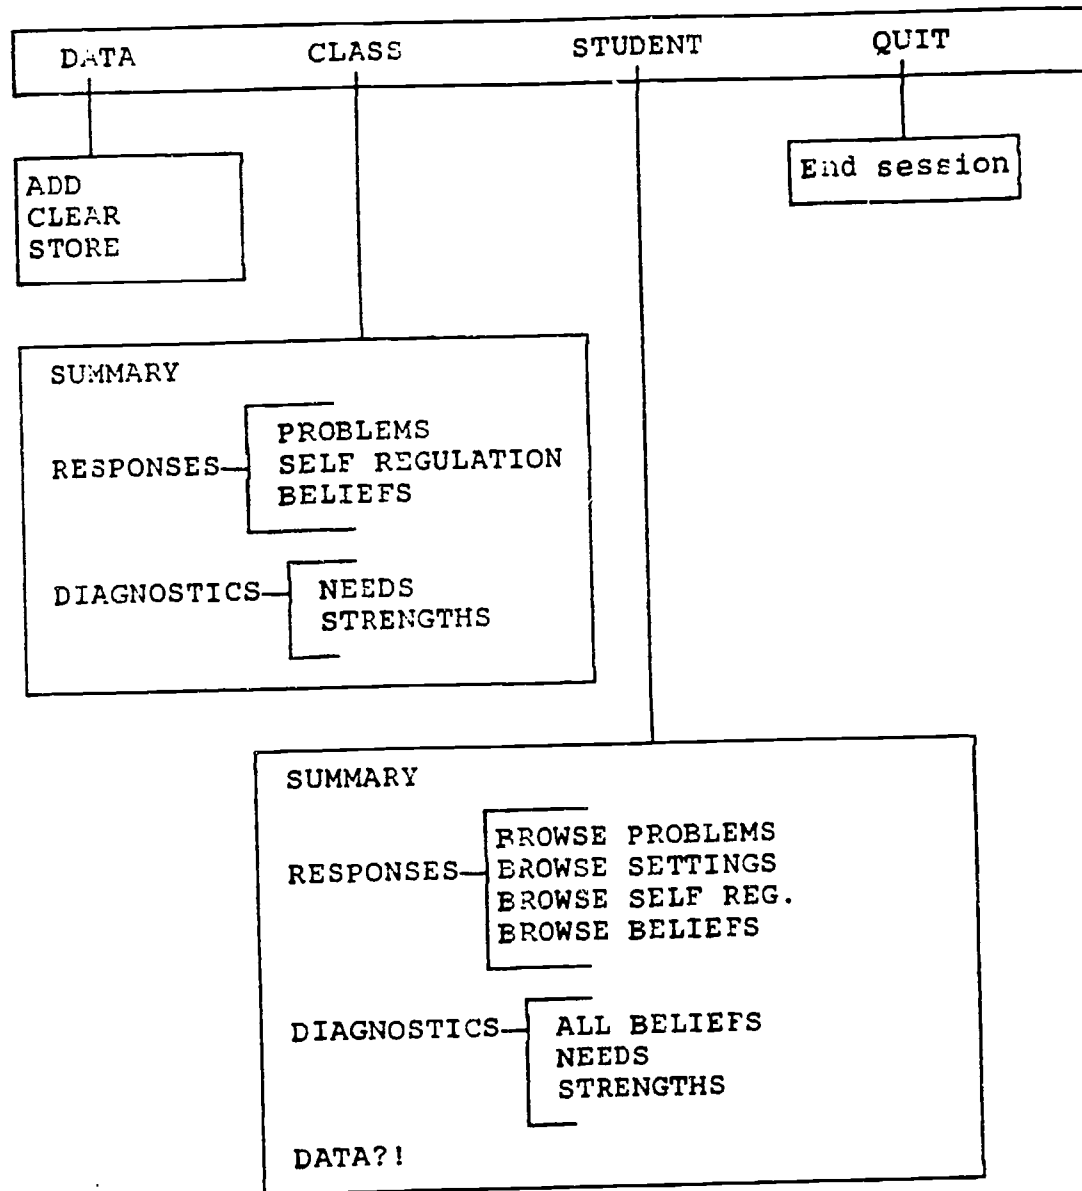 DATA CLASS STUDENT QUIT
ADD
CLEAR
STORE
End session
SUMMARY
RESPONSES
PROBLEMS
SELF REGULATION
BELIEFS
DIAGNOSTICS
NEEDS
STRENGTHS
SUMMARY
RESPONSES
BROWSE PROBLEMS
BROWSE SETTINGS
BROWSE SELF REG.
BROWSE BELIEFS
DIAGNOSTICS
ALL BELIEFS
NEEDS
STRENGTHS
DATA?!